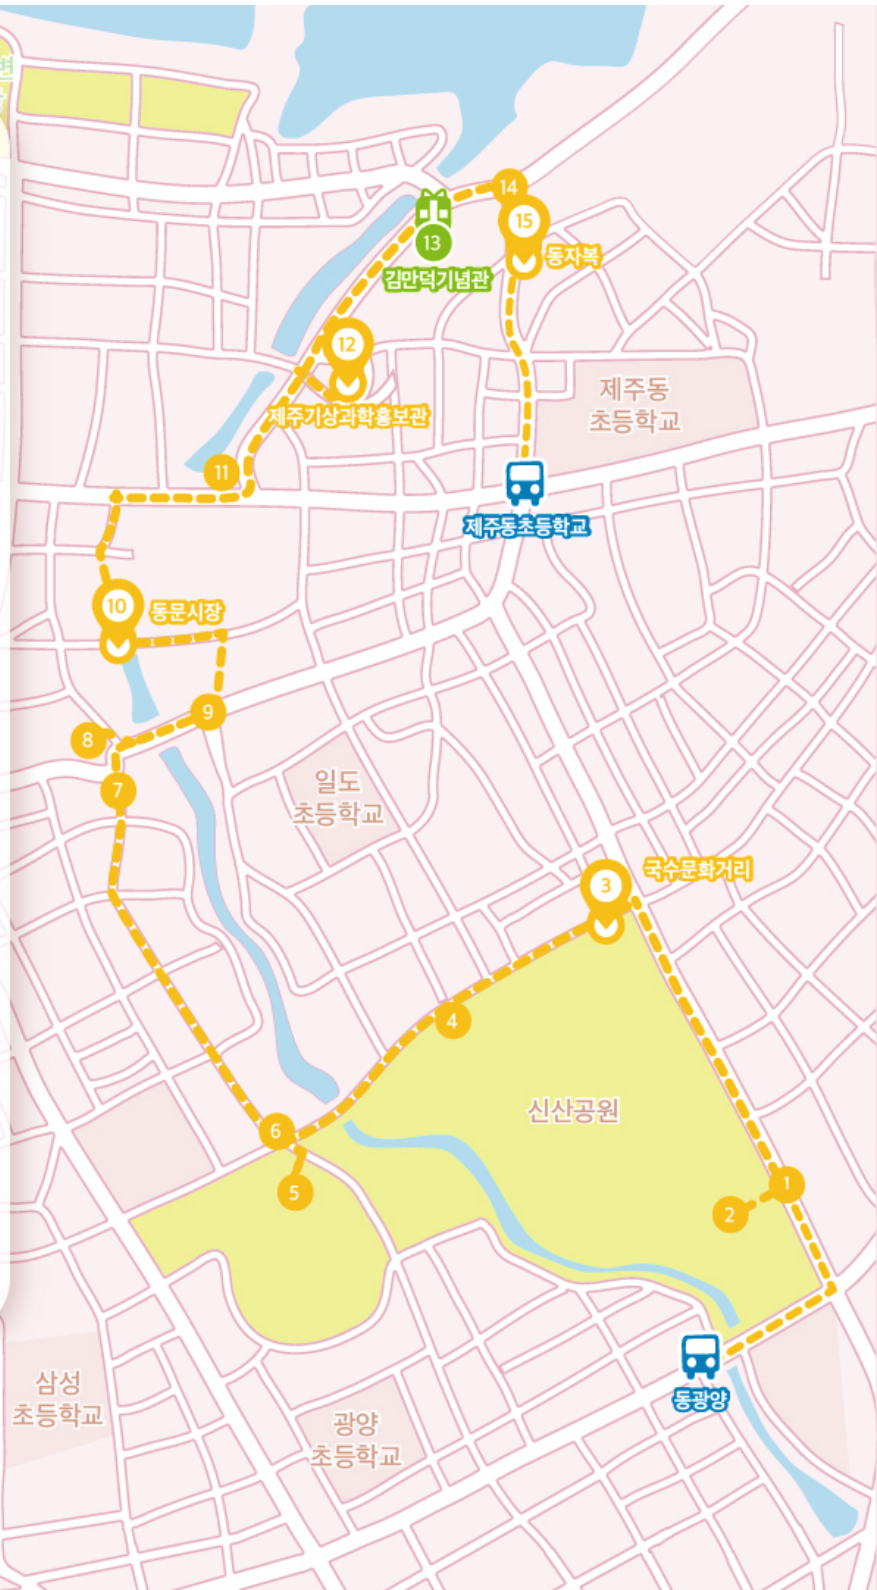 변
14
15
동자복
13
김만덕기념관
12
제주기상과학홍보관
제주동
초등학교
11
제주동초등학교
10
동문시장
9
8
7
일도
초등학교
3
국수문화거리
4
신산공원
6
5
1
2
동광양
삼성
초등학교
광양
초등학교